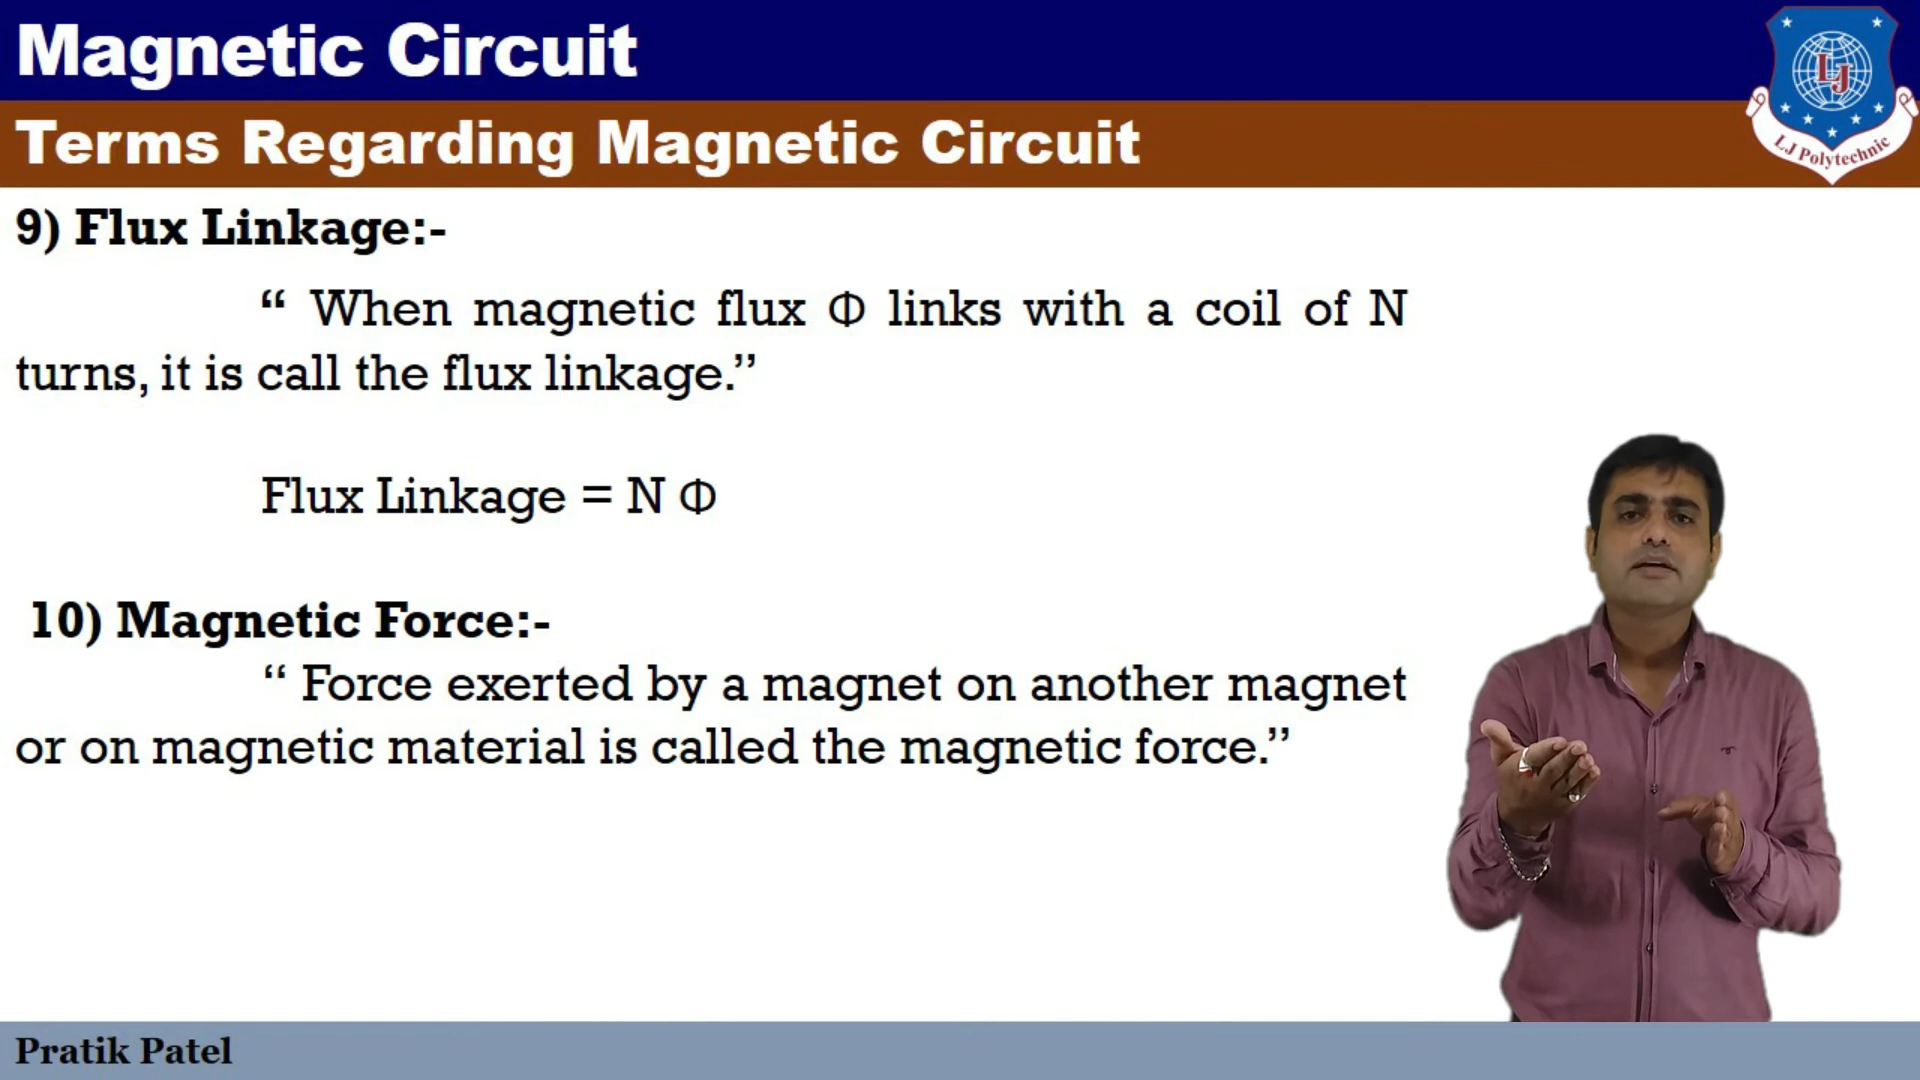 Magnetic Circuit
Terms Regarding Magnetic Circuit
LJ
LJ Polytechnic
9) Flux Linkage:-
“ When magnetic flux Φ links with a coil of N
turns, it is call the flux linkage.”
Flux Linkage = N Φ
10) Magnetic Force:-
“ Force exerted by a magnet on another magnet
or on magnetic material is called the magnetic force.”
Pratik Patel